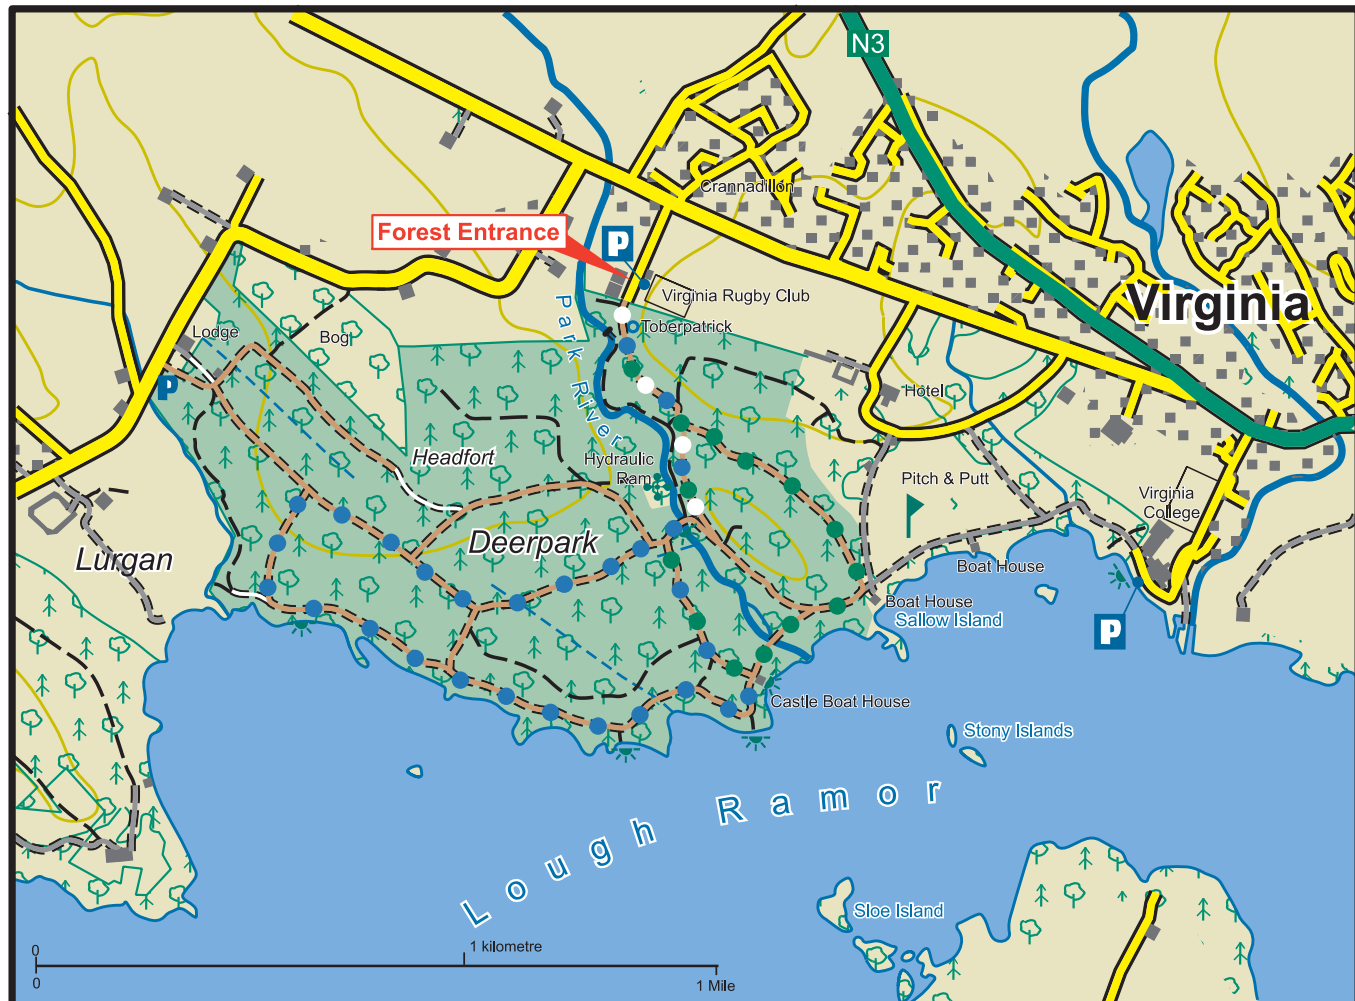 N3
Crannadillon
Forest Entrance
P
Virginia Rugby Club
Virginia
Park River
Toberpatrick
Lodge
Bog
P
Hotel
Headfort
Hydraulic
Ram
Pitch & Putt
Virginia
College
Deerpark
Lurgan
Boat House
Boat House
Sallow Island
P
Castle Boat House
Stony Islands
Lough Ramor
Sloe Island
0
1 kilometre
0
1 Mile